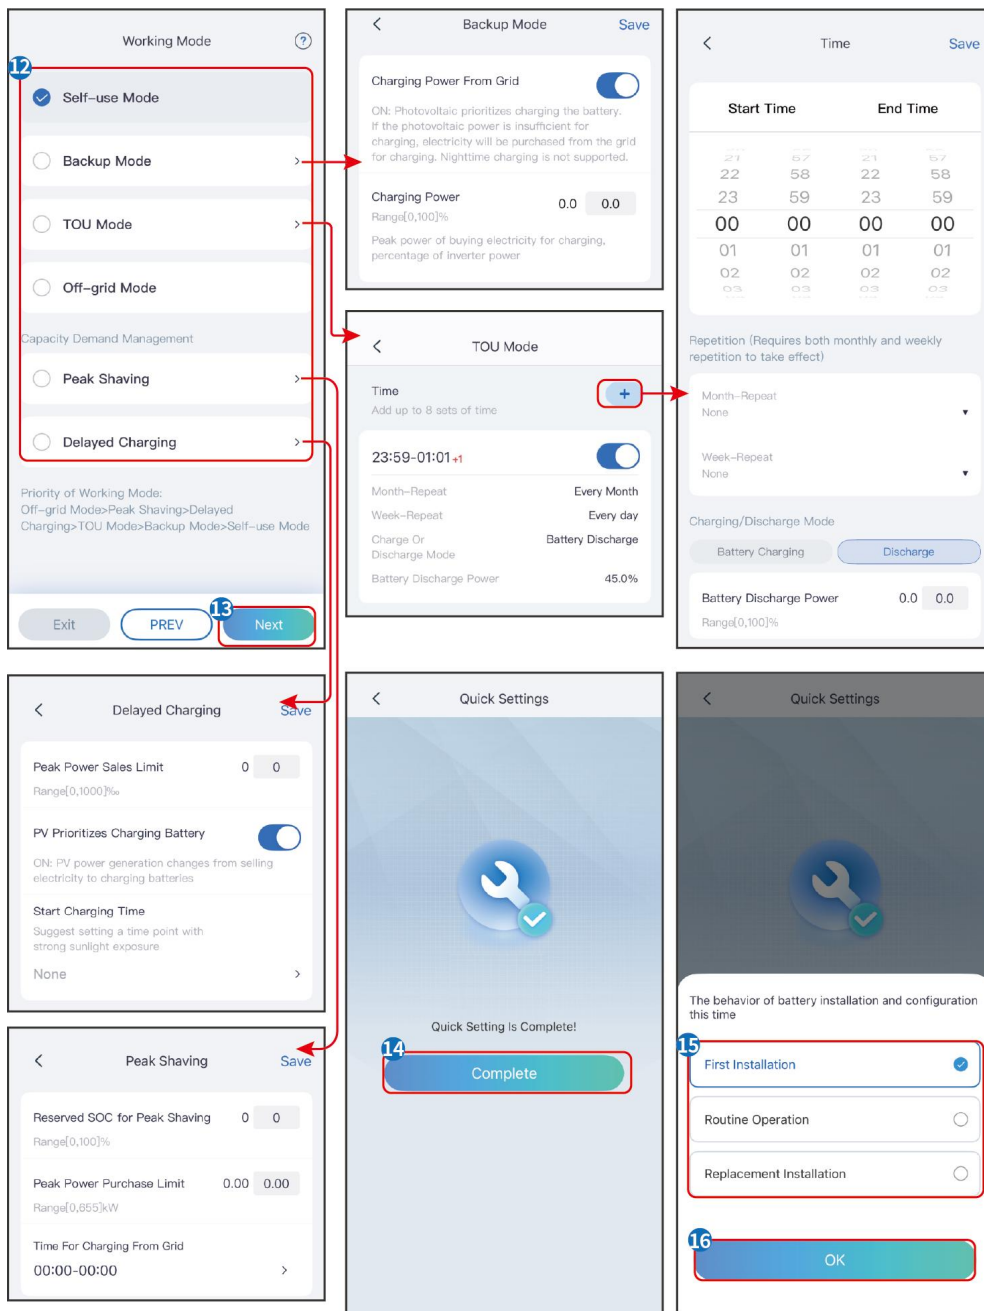 Working Mode
?
12
Self-use Mode
Backup Mode
TOU Mode
Off-grid Mode
Capacity Demand Management
Peak Shaving
Delayed Charging
Priority of Working Mode:
Off-grid Mode>Peak Shaving>Delayed
Charging>TOU Mode>Backup Mode>Self-use Mode
13
Exit
PREV
Next
Backup Mode
Save
Charging Power From Grid
ON: Photovoltaic prioritizes charging the battery.
If the photovoltaic power is insufficient for
charging, electricity will be purchased from the grid
for charging. Nighttime charging is not supported.
Charging Power
0.0 0.0
Range[0,100]%
Peak power of buying electricity for charging,
percentage of inverter power
TOU Mode
Time
+
Add up to 8 sets of time
23:59-01:01 +1
Month-Repeat Every Month
Week-Repeat Every day
Charge Or
Discharge Mode
Battery Discharge
Battery Discharge Power 45.0%
Time
Save
Start Time End Time
21 57 21 57
22 58 22 58
23 59 23 59
00 00 00 00
01 01 01 01
02 02 02 02
03 03 03 03
Repetition (Requires both monthly and weekly
repetition to take effect)
Month-Repeat
None
Week-Repeat
None
Charging/Discharge Mode
Battery Charging Discharge
Battery Discharge Power 0.0 0.0
Range[0,100]%
Delayed Charging
Save
Peak Power Sales Limit 0 0
Range[0,1000]‰
PV Prioritizes Charging Battery
ON: PV power generation changes from selling
electricity to charging batteries
Start Charging Time
Suggest setting a time point with
strong sunlight exposure
None
Peak Shaving
Save
Reserved SOC for Peak Shaving 0 0
Range[0,100]%
Peak Power Purchase Limit 0.00 0.00
Range[0,655]kW
Time For Charging From Grid
00:00-00:00
Quick Settings
Quick Setting Is Complete!
14
Complete
Quick Settings
The behavior of battery installation and configuration
this time
15
First Installation
Routine Operation
Replacement Installation
16
OK